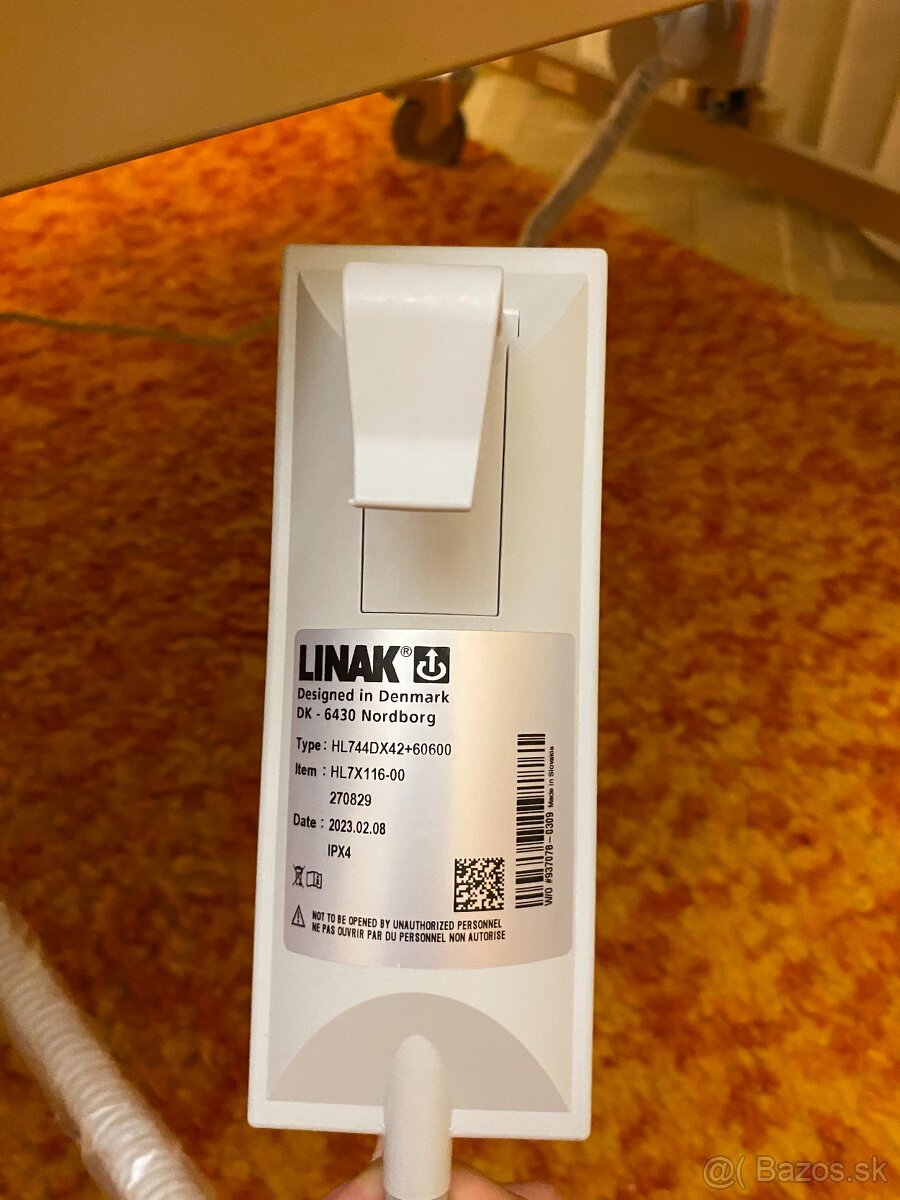 LINAK®
Designed in Denmark
DK - 6430 Nordborg
Type : HL744DX42+60600
Item : HL7X116-00
270829
Date : 2023.02.08
IPX4
NOT TO BE OPENED BY UNAUTHORIZED PERSONNEL
NE PAS OUVRIR PAR DU PERSONNEL NON AUTORISE
W/O #937078-0309 Made in Slovakia
@( Bazos.sk